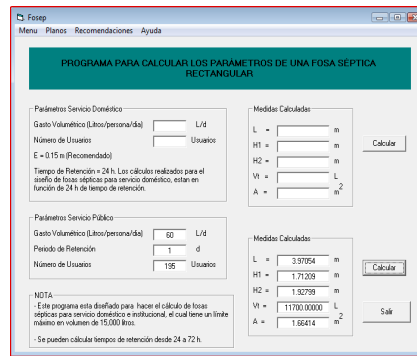 Fosep
Menu Planos Recomendaciones Ayuda
PROGRAMA PARA CALCULAR LOS PARÁMETROS DE UNA FOSA SÉPTICA
RECTANGULAR
Parámetros Servicio Doméstico
Gasto Volumétrico (Litros/persona/dia) L/d
Número de Usuarios Usuarios
E = 0.15 m (Recomendado)
Tiempo de Retención = 24 h. Los cálculos realizados para el
diseño de fosas sépticas para servicio doméstico, estan en
función de 24 h de tiempo de retención.
Medidas Calculadas
L = m
H1 = m
H2 = m
Vt = L
A = m2
Calcular
Parámetros Servicio Público
Gasto Volumétrico (Litros/persona/dia) 60 L/d
Periodo de Retención 1 d
Número de Usuarios 195 Usuarios
Medidas Calculadas
L = 3.97054 m
H1 = 1.71209 m
H2 = 1.92799 m
Vt = 11700.00000 L
A = 1.66414 m2
Calcular
Salir
NOTA
- Este programa esta diseñado para hacer el cálculo de fosas
sépticas para servicio doméstico e institucional, el cual tiene un límite
máximo en volumen de 15,000 litros.
- Se pueden cálcular tiempos de retención desde 24 a 72 h.